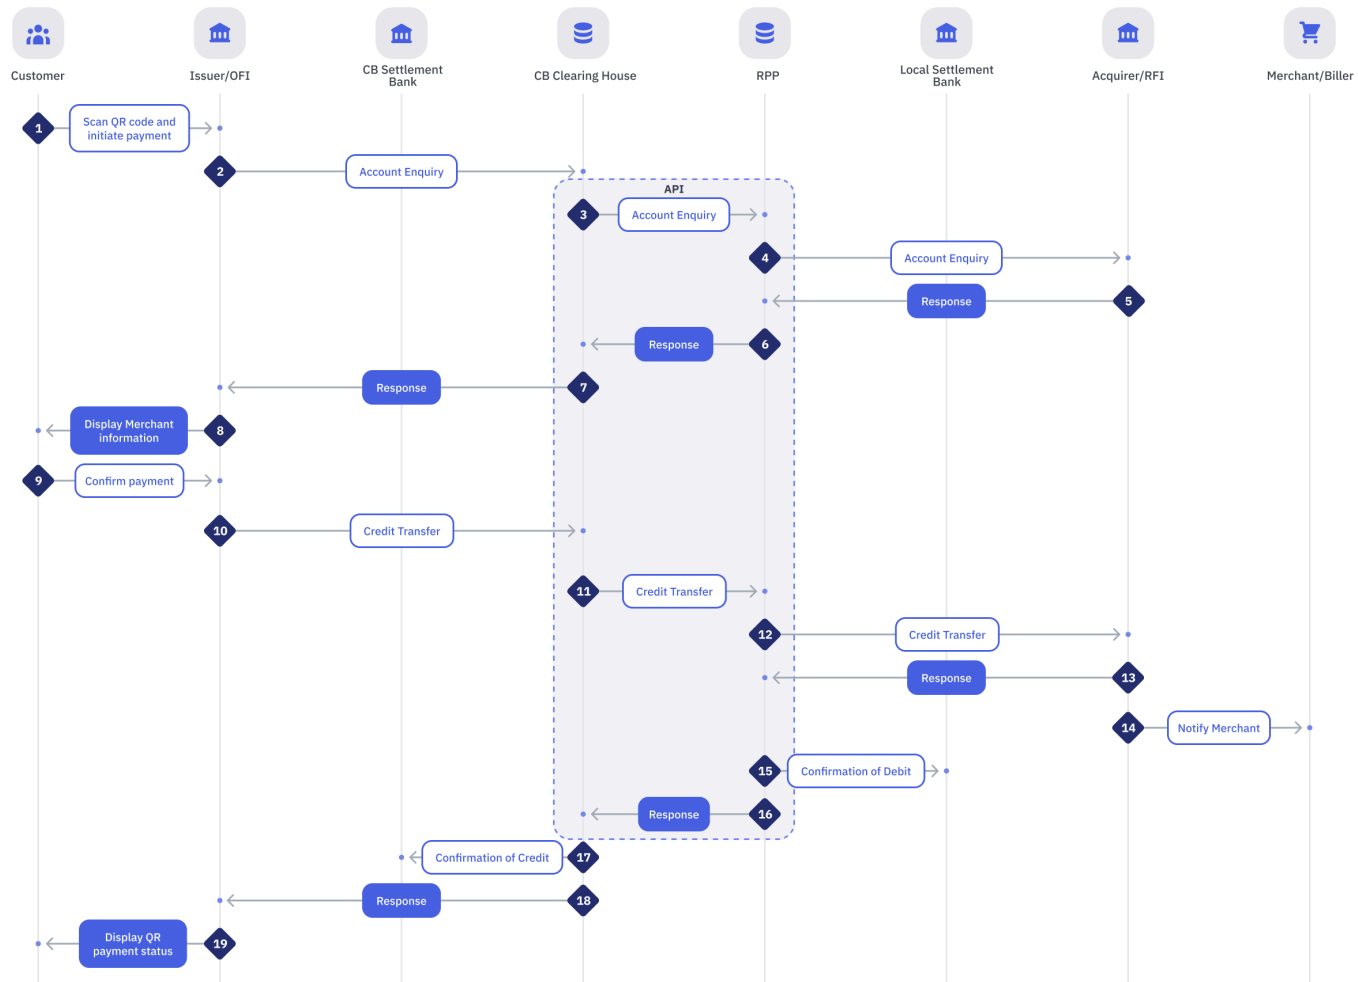 Customer
Issuer/OFI
CB Settlement
Bank
CB Clearing House
RPP
Local Settlement
Bank
Acquirer/RFI
Merchant/Biller
1
Scan QR code and
initiate payment
2
Account Enquiry
API
3
Account Enquiry
4
Account Enquiry
Response
5
Response
6
Response
7
Display Merchant
information
8
9
Confirm payment
10
Credit Transfer
11
Credit Transfer
12
Credit Transfer
Response
13
14
Notify Merchant
15
Confirmation of Debit
Response
16
Confirmation of Credit
17
Response
18
Display QR
payment status
19